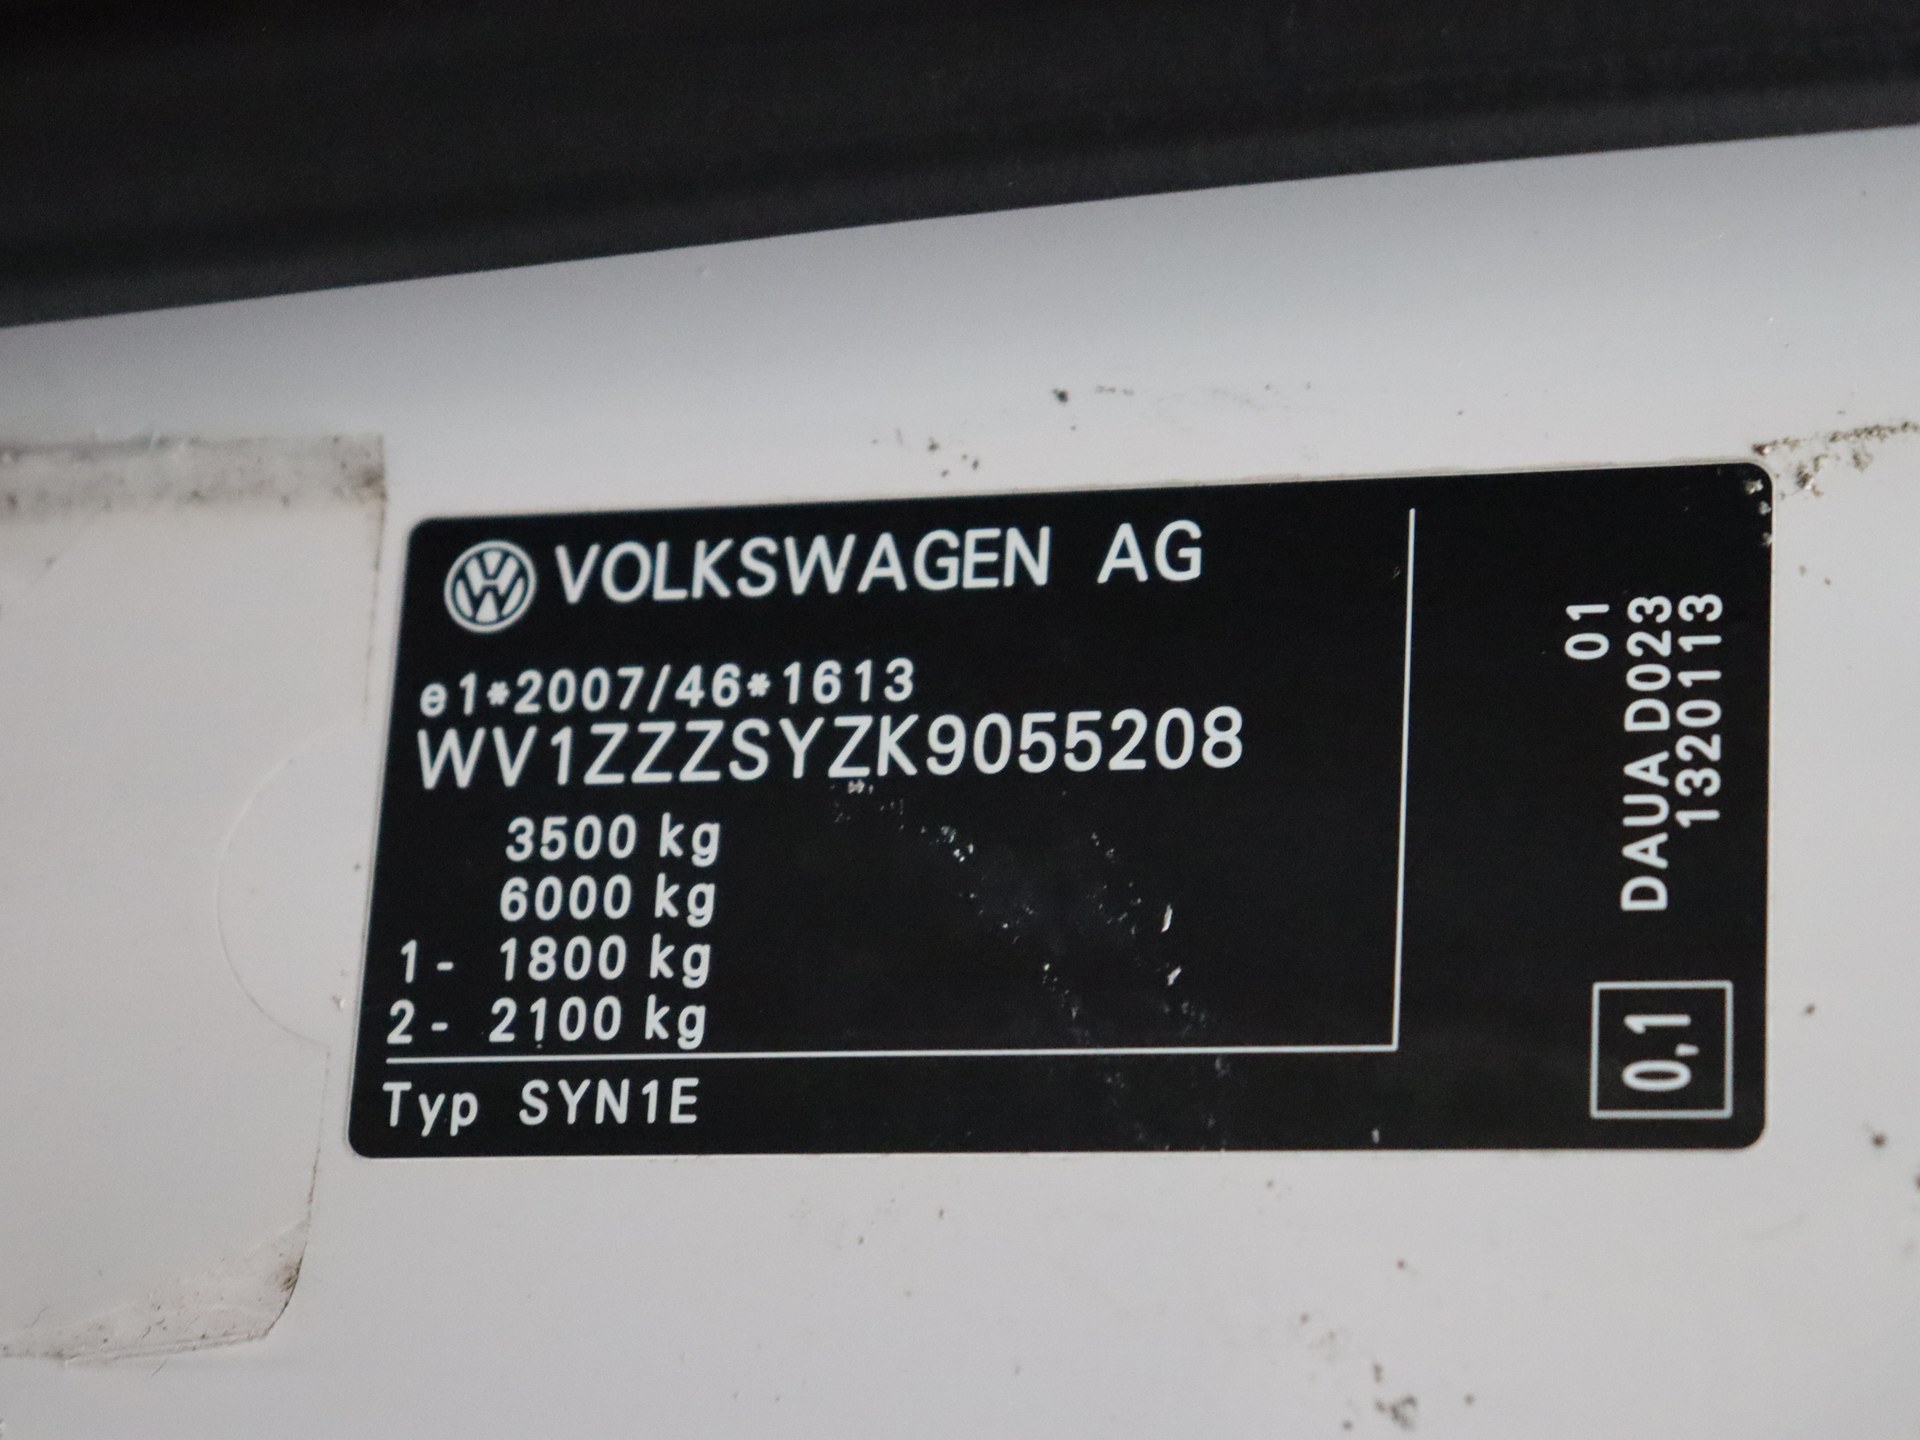 VOLKSWAGEN AG
e1*2007/46*1613
WV1ZZZSYZK9055208
3500 kg
6000 kg
1- 1800 kg
2- 2100 kg
Typ SYN1E
01
DAUA D023
1320113
0,1